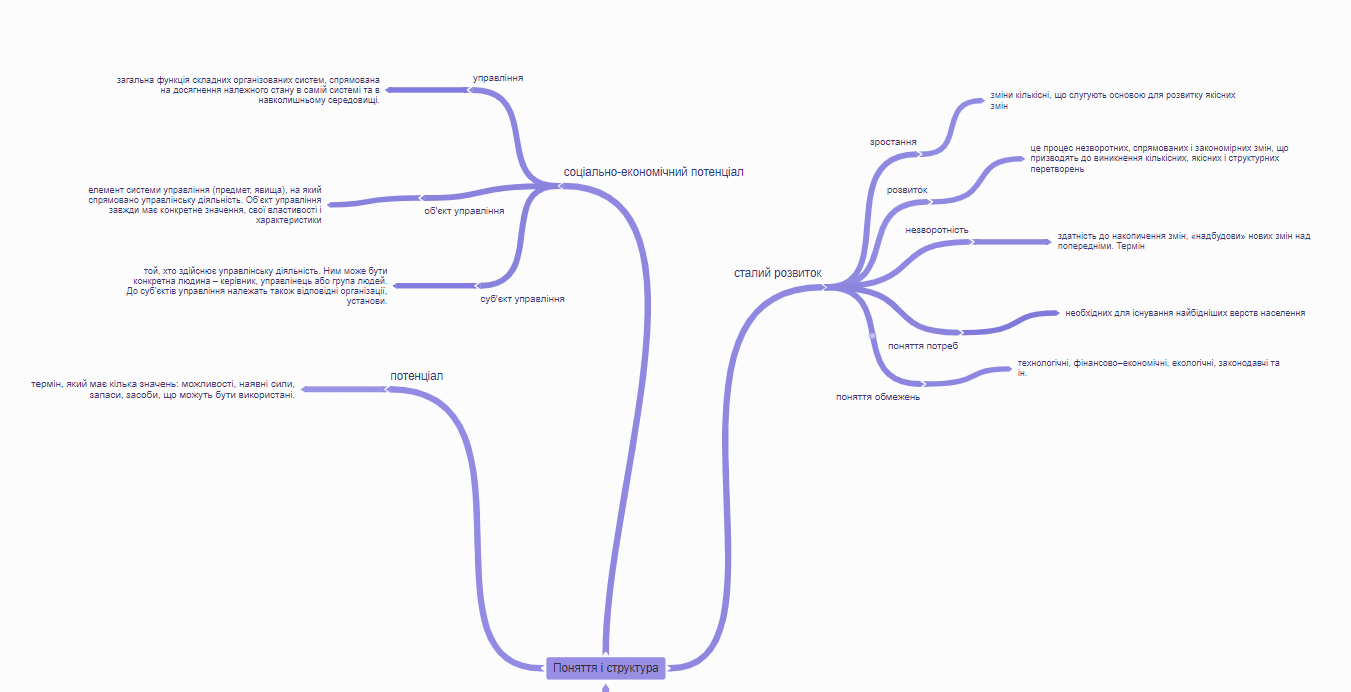 управління
загальна функція складних організованих систем, спрямована
на досягнення належного стану в самій системі та в
навколишньому середовищі.
соціально-економічний потенціал
елемент системи управління (предмет, явища), на який
спрямовано управлінську діяльність. Об'єкт управління
завжди має конкретне значення, свої властивості і
характеристики
об'єкт управління
той, хто здійснює управлінську діяльність. Ним може бути
конкретна людина – керівник, управлінець або група людей.
До суб'єктів управління належать також відповідні організації,
установи.
суб'єкт управління
потенціал
термін, який має кілька значень: можливості, наявні сили,
запаси, засоби, що можуть бути використані.
зміни кількісні, що слугують основою для розвитку якісних
змін
зростання
це процес незворотних, спрямованих і закономірних змін, що
призводять до виникнення кількісних, якісних і структурних
перетворень
розвиток
незворотність
здатність до накопичення змін, «надбудови» нових змін над
попередніми. Термін
сталий розвиток
необхідних для існування найбідніших верств населення
поняття потреб
технологічні, фінансово–економічні, екологічні, законодавчі та
ін.
поняття обмежень
Поняття і структура